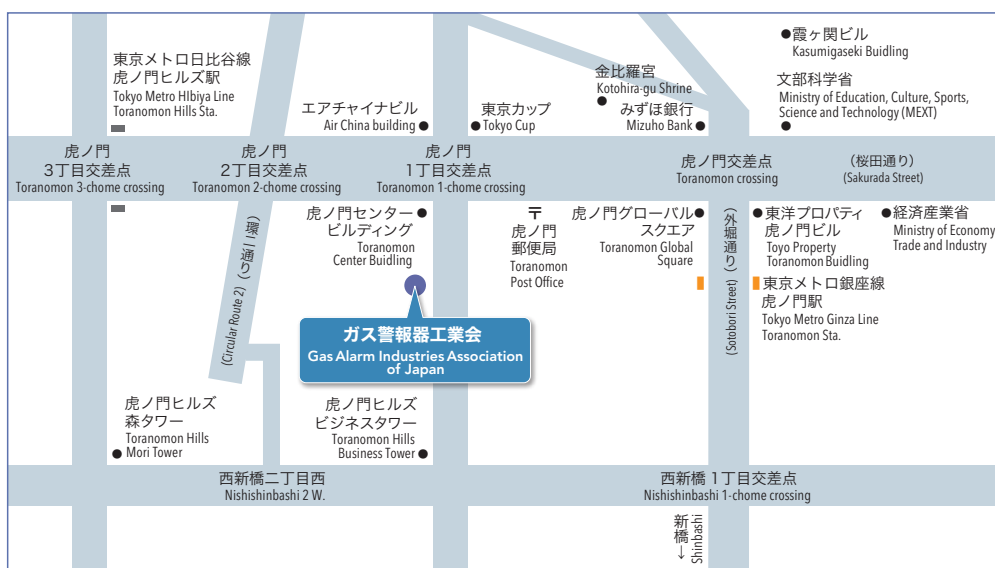 東京メトロ日比谷線
虎ノ門ヒルズ駅
Tokyo Metro HIbiya Line
Toranomon Hills Sta.
エアチャイナビル
Air China building
東京カップ
Tokyo Cup
金比羅宮
Kotohira-gu Shrine
みずほ銀行
Mizuho Bank
霞ヶ関ビル
Kasumigaseki Buidling
文部科学省
Ministry of Education, Culture, Sports,
Science and Technology (MEXT)
虎ノ門
3丁目交差点
Toranomon 3-chome crossing
虎ノ門
2丁目交差点
Toranomon 2-chome crossing
虎ノ門
1丁目交差点
Toranomon 1-chome crossing
虎ノ門交差点
Toranomon crossing
（桜田通り）
(Sakurada Street)
（環二通り）
(Circular Route 2)
虎ノ門センター
ビルディング
Toranomon
Center Buidling
〒
虎ノ門
郵便局
Toranomon
Post Office
虎ノ門グローバル
スクエア
Toranomon Global
Square
（外堀通り）
(Sotobori Street)
東洋プロパティ
虎ノ門ビル
Toyo Property
Toranomon Buidling
経済産業省
Ministry of Economy
Trade and Industry
東京メトロ銀座線
虎ノ門駅
Tokyo Metro Ginza Line
Toranomon Sta.
ガス警報器工業会
Gas Alarm Industries Association
of Japan
虎ノ門ヒルズ
森タワー
Toranomon Hills
Mori Tower
虎ノ門ヒルズ
ビジネスタワー
Toranomon Hills
Business Tower
西新橋二丁目西
Nishishinbashi 2 W.
西新橋1丁目交差点
Nishishinbashi 1-chome crossing
新橋→
Shinbashi